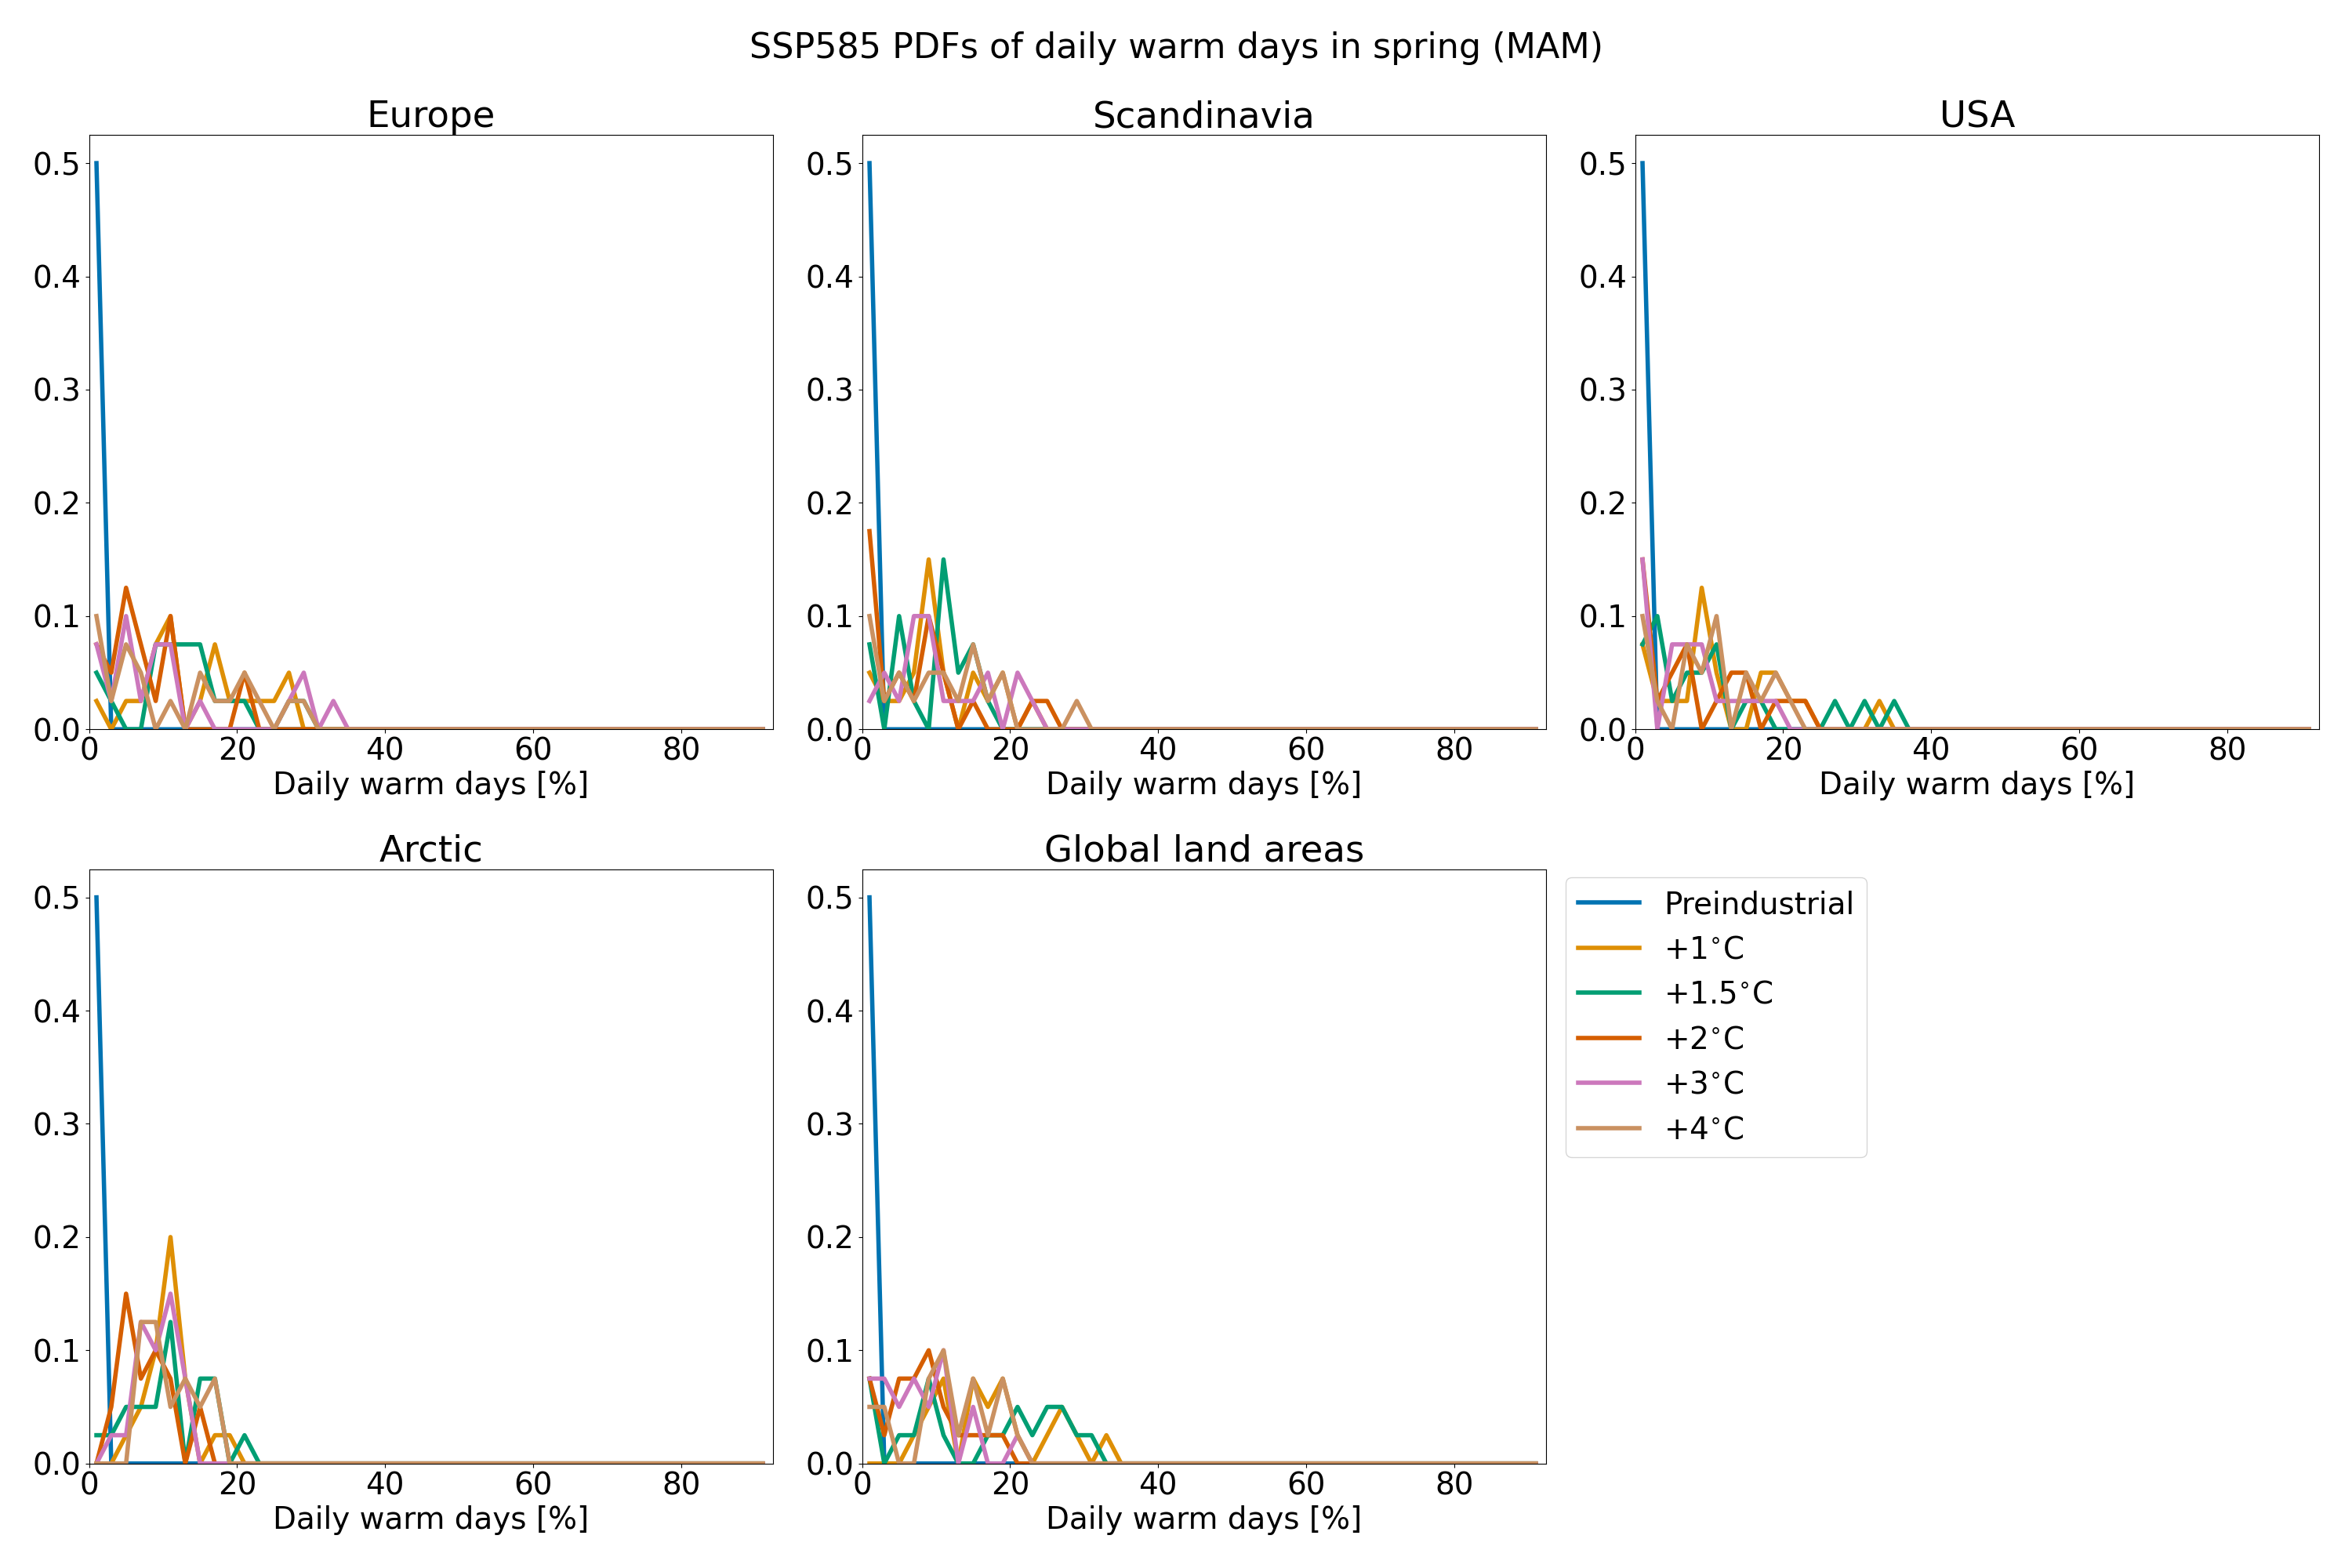 SSP585 PDFs of daily warm days in spring (MAM)
Europe
0.5
0.4
0.3
0.2
0.1
0.0
0 20 40 60 80
Daily warm days [%]
Scandinavia
0.5
0.4
0.3
0.2
0.1
0.0
0 20 40 60 80
Daily warm days [%]
USA
0.5
0.4
0.3
0.2
0.1
0.0
0 20 40 60 80
Daily warm days [%]
Arctic
0.5
0.4
0.3
0.2
0.1
0.0
0 20 40 60 80
Daily warm days [%]
Global land areas
0.5
0.4
0.3
0.2
0.1
0.0
0 20 40 60 80
Daily warm days [%]
Preindustrial
+1°C
+1.5°C
+2°C
+3°C
+4°C